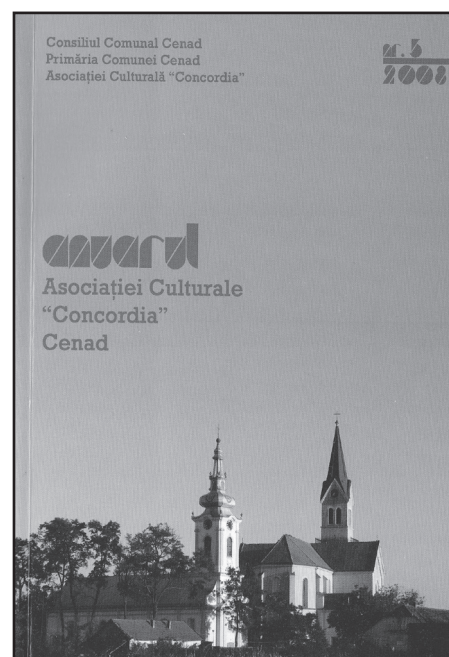 Consiliul Comunal Cenad
Primăria Comunei Cenad
Asociației Culturală "Concordia"
nr. 5
2008
anuarul
Asociației Culturale
"Concordia"
Cenad